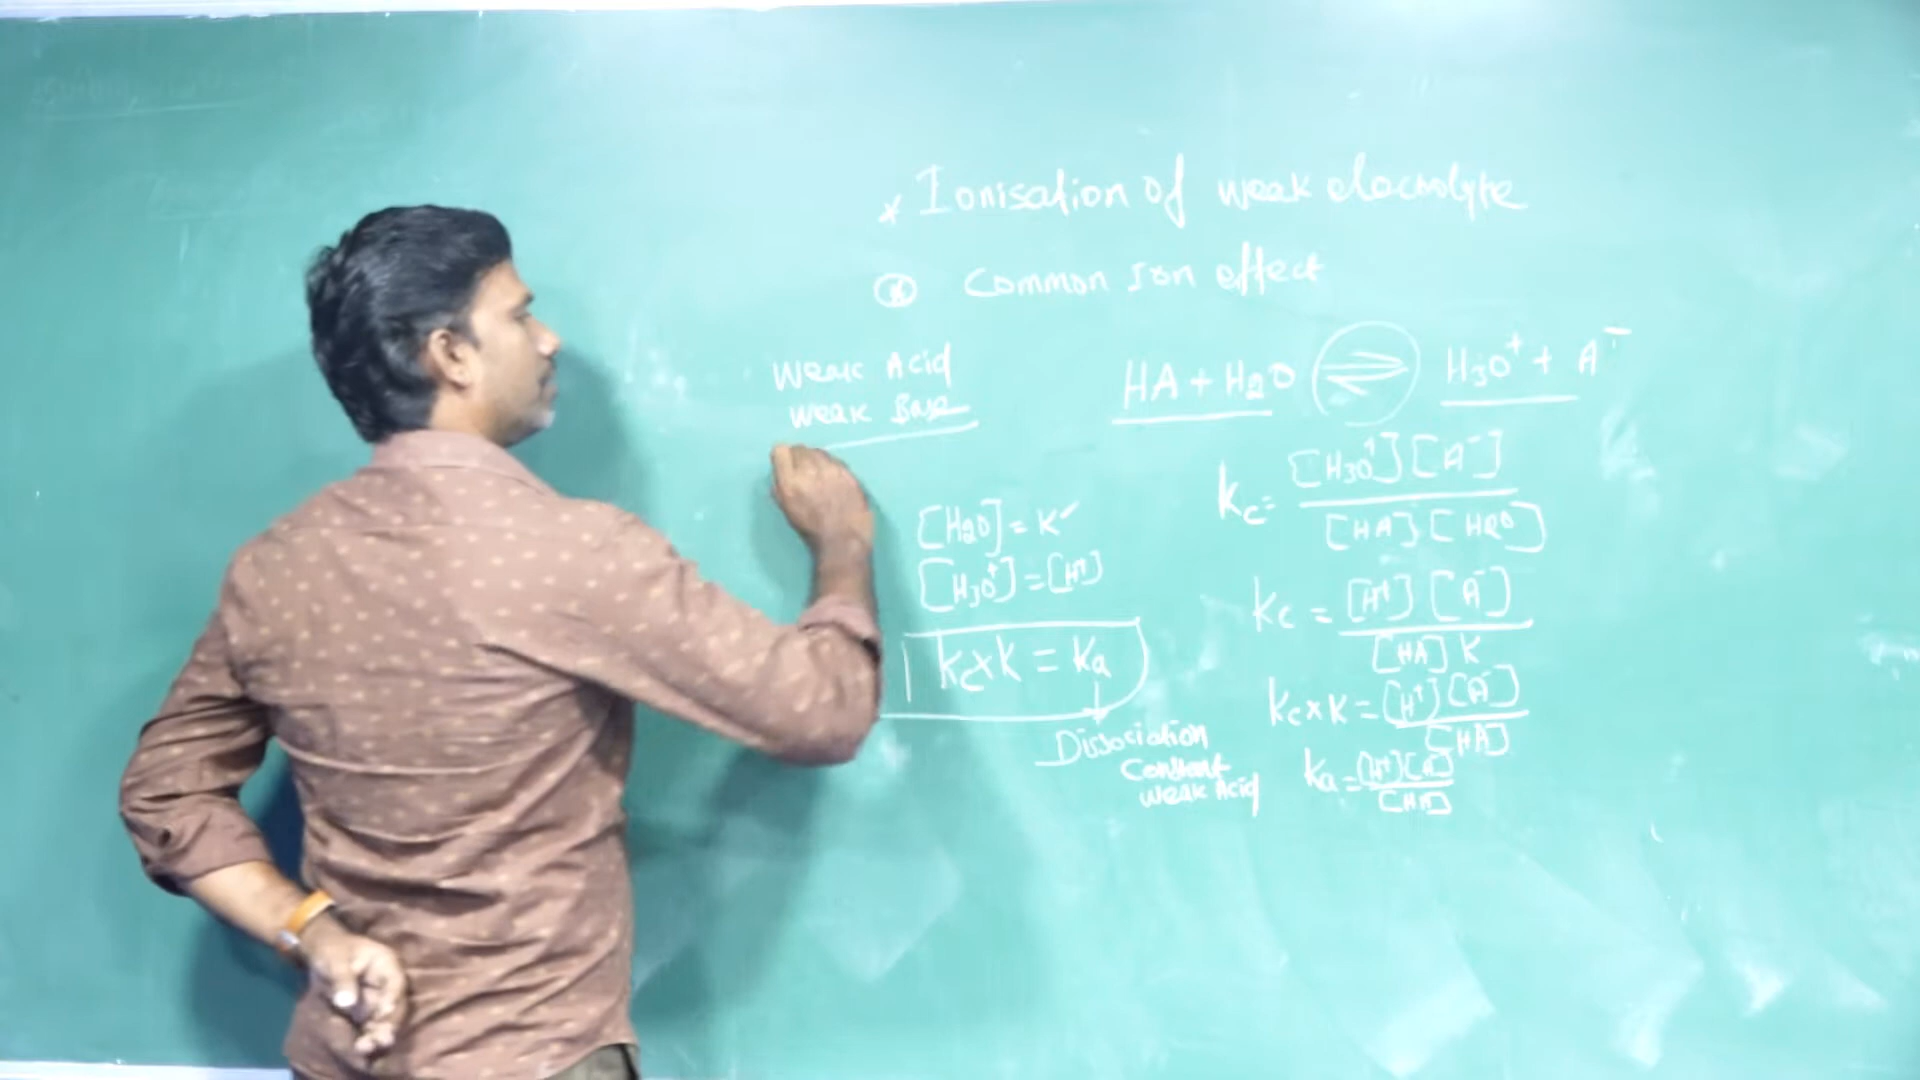 * Ionisation of weak electrolyte
* Common Ion effect
Weak Acid
Weak Base
HA + H2O ⇌ H3O+ + A-
Kc = [H3O+] [A-] / [HA] [H2O]
[H2O] = K
[H3O+] = [H+]
Kc = [H+] [A-] / [HA] K
Kc x K = Ka
Kc x K = [H+] [A-] / [HA]
Dissociation
Constant
weak Acid
Ka = [H+] [A-] / [HA]